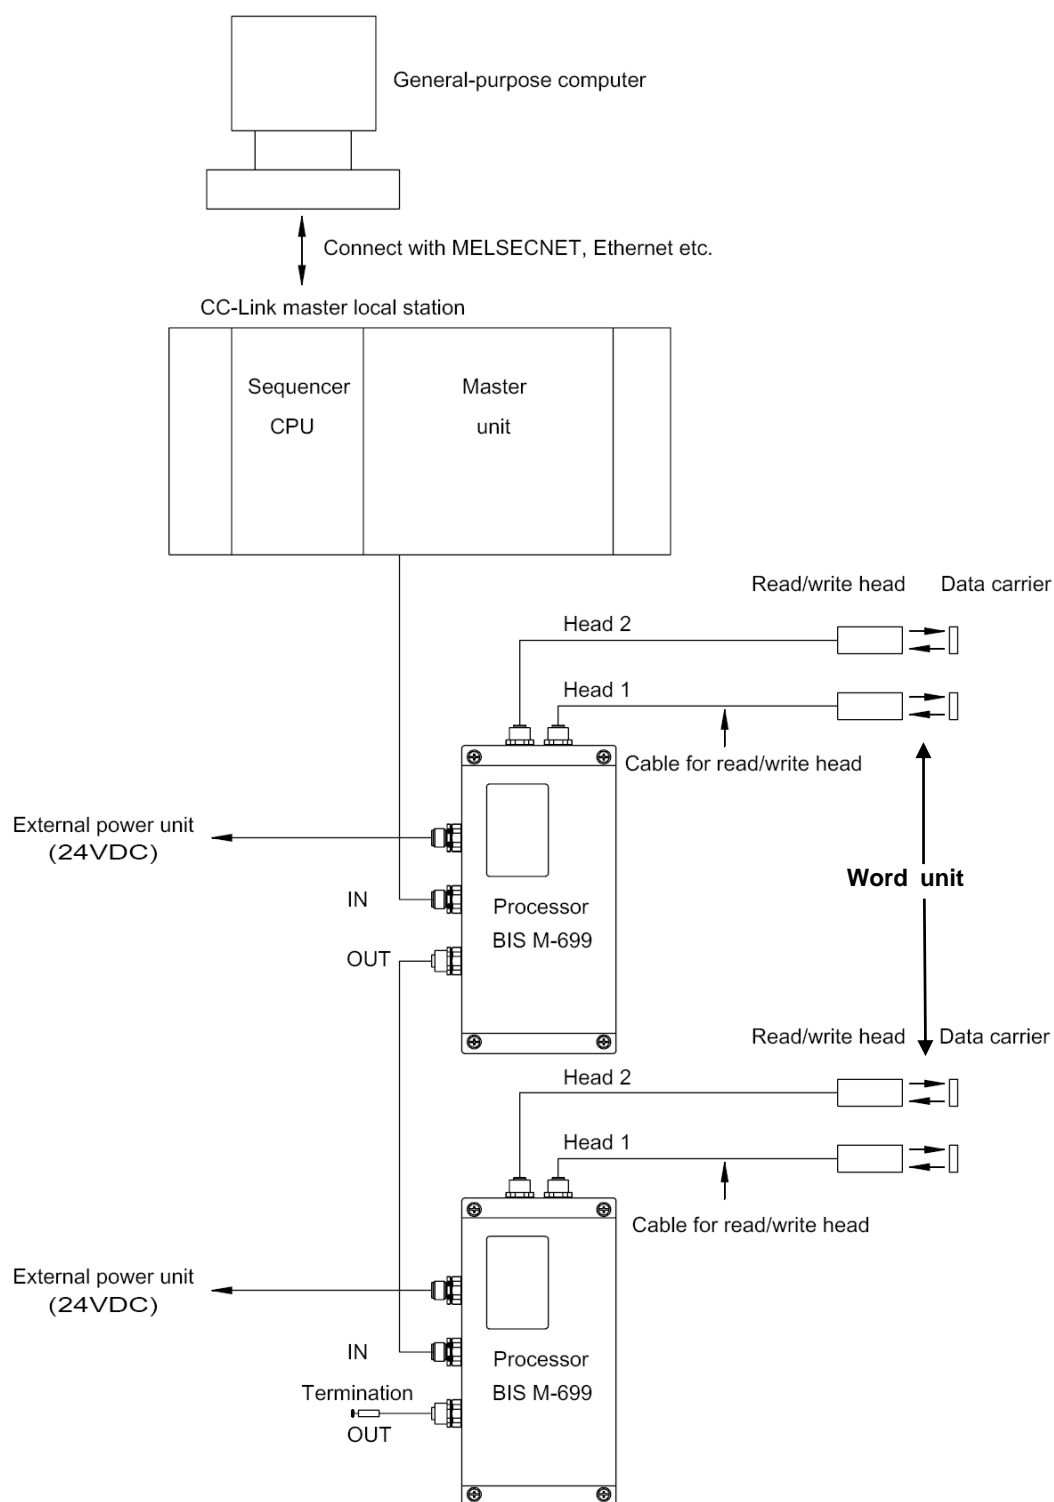 General-purpose computer
Connect with MELSECNET, Ethernet etc.
CC-Link master local station
Sequencer
CPU
Master
unit
Read/write head
Data carrier
Head 2
Head 1
Cable for read/write head
External power unit
(24VDC)
Word unit
IN
Processor
BIS M-699
OUT
Read/write head
Data carrier
Head 2
Head 1
Cable for read/write head
External power unit
(24VDC)
IN
Processor
BIS M-699
Termination
OUT